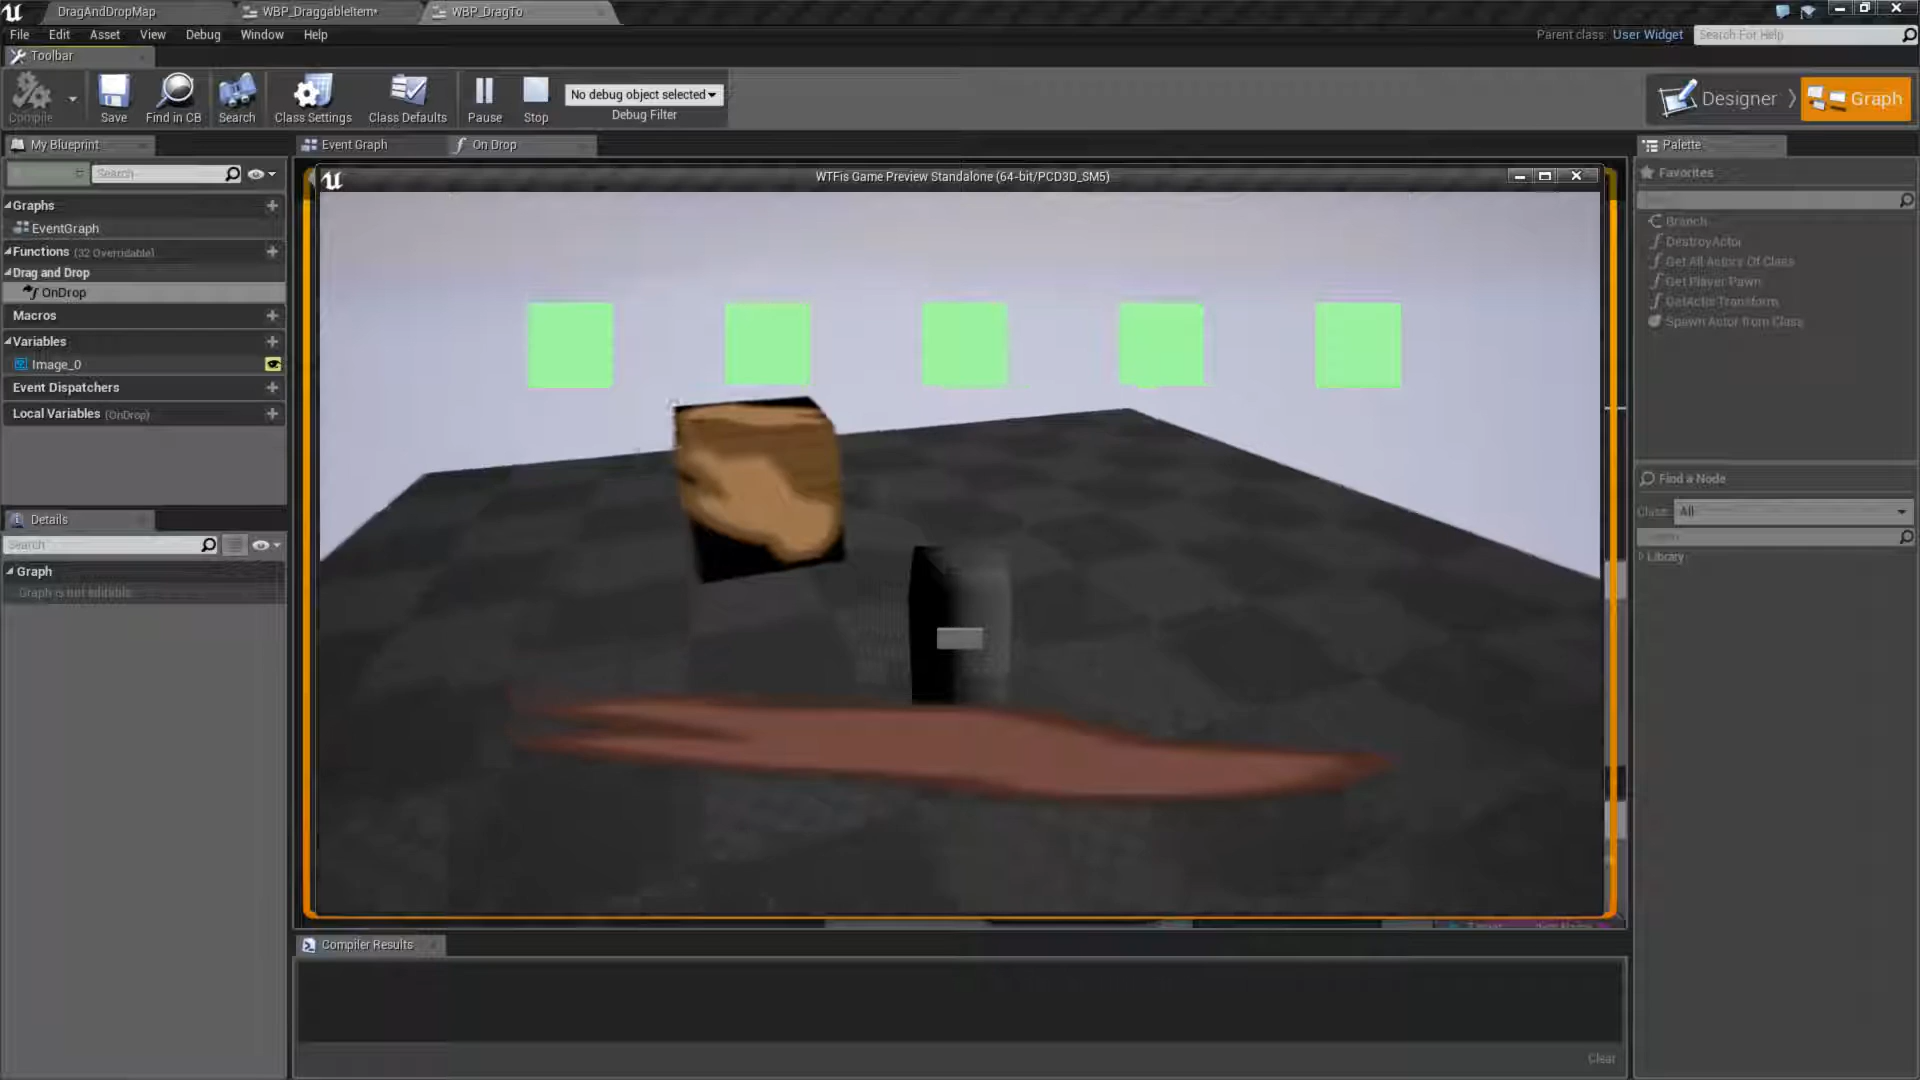 DragAndDropMap
WBP_DraggableItem*
WBP_DragTo
File Edit Asset View Debug Window Help
Parent class: User Widget
Search For Help
Toolbar
Compile
Save
Find in CB
Search
Class Settings
Class Defaults
Pause
Stop
No debug object selected
Debug Filter
Designer
Graph
My Blueprint
Event Graph
On Drop
Palette
Search
WTFis Game Preview Standalone (64-bit/PCD3D_SM5)
Favorites
Graphs
EventGraph
Functions (32 Overridable)
Drag and Drop
OnDrop
Macros
Variables
Image_0
Event Dispatchers
Local Variables (OnDrop)
Branch
DestroyActor
Get All Actors Of Class
Get Player Pawn
GetActorTransform
Spawn Actor from Class
Find a Node
Class: All
Library
Details
Search
Graph
Graph is not editable
Compiler Results
Clear